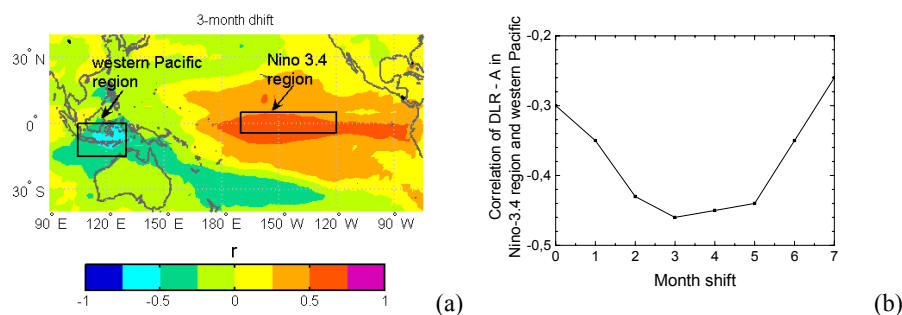 3-month dhift
30° N
0°
30° S
western Pacific
region
Nino 3.4
region
90° E 120° E 150° E 180° E 150° W 120° W 90° W
r
-1 -0.5 0 0.5 1
(a)
Correlation of DLR - A in
Nino-3.4 region and western Pacific
-0,2
-0,3
-0,4
-0,5
0 1 2 3 4 5 6 7
Month shift
(b)